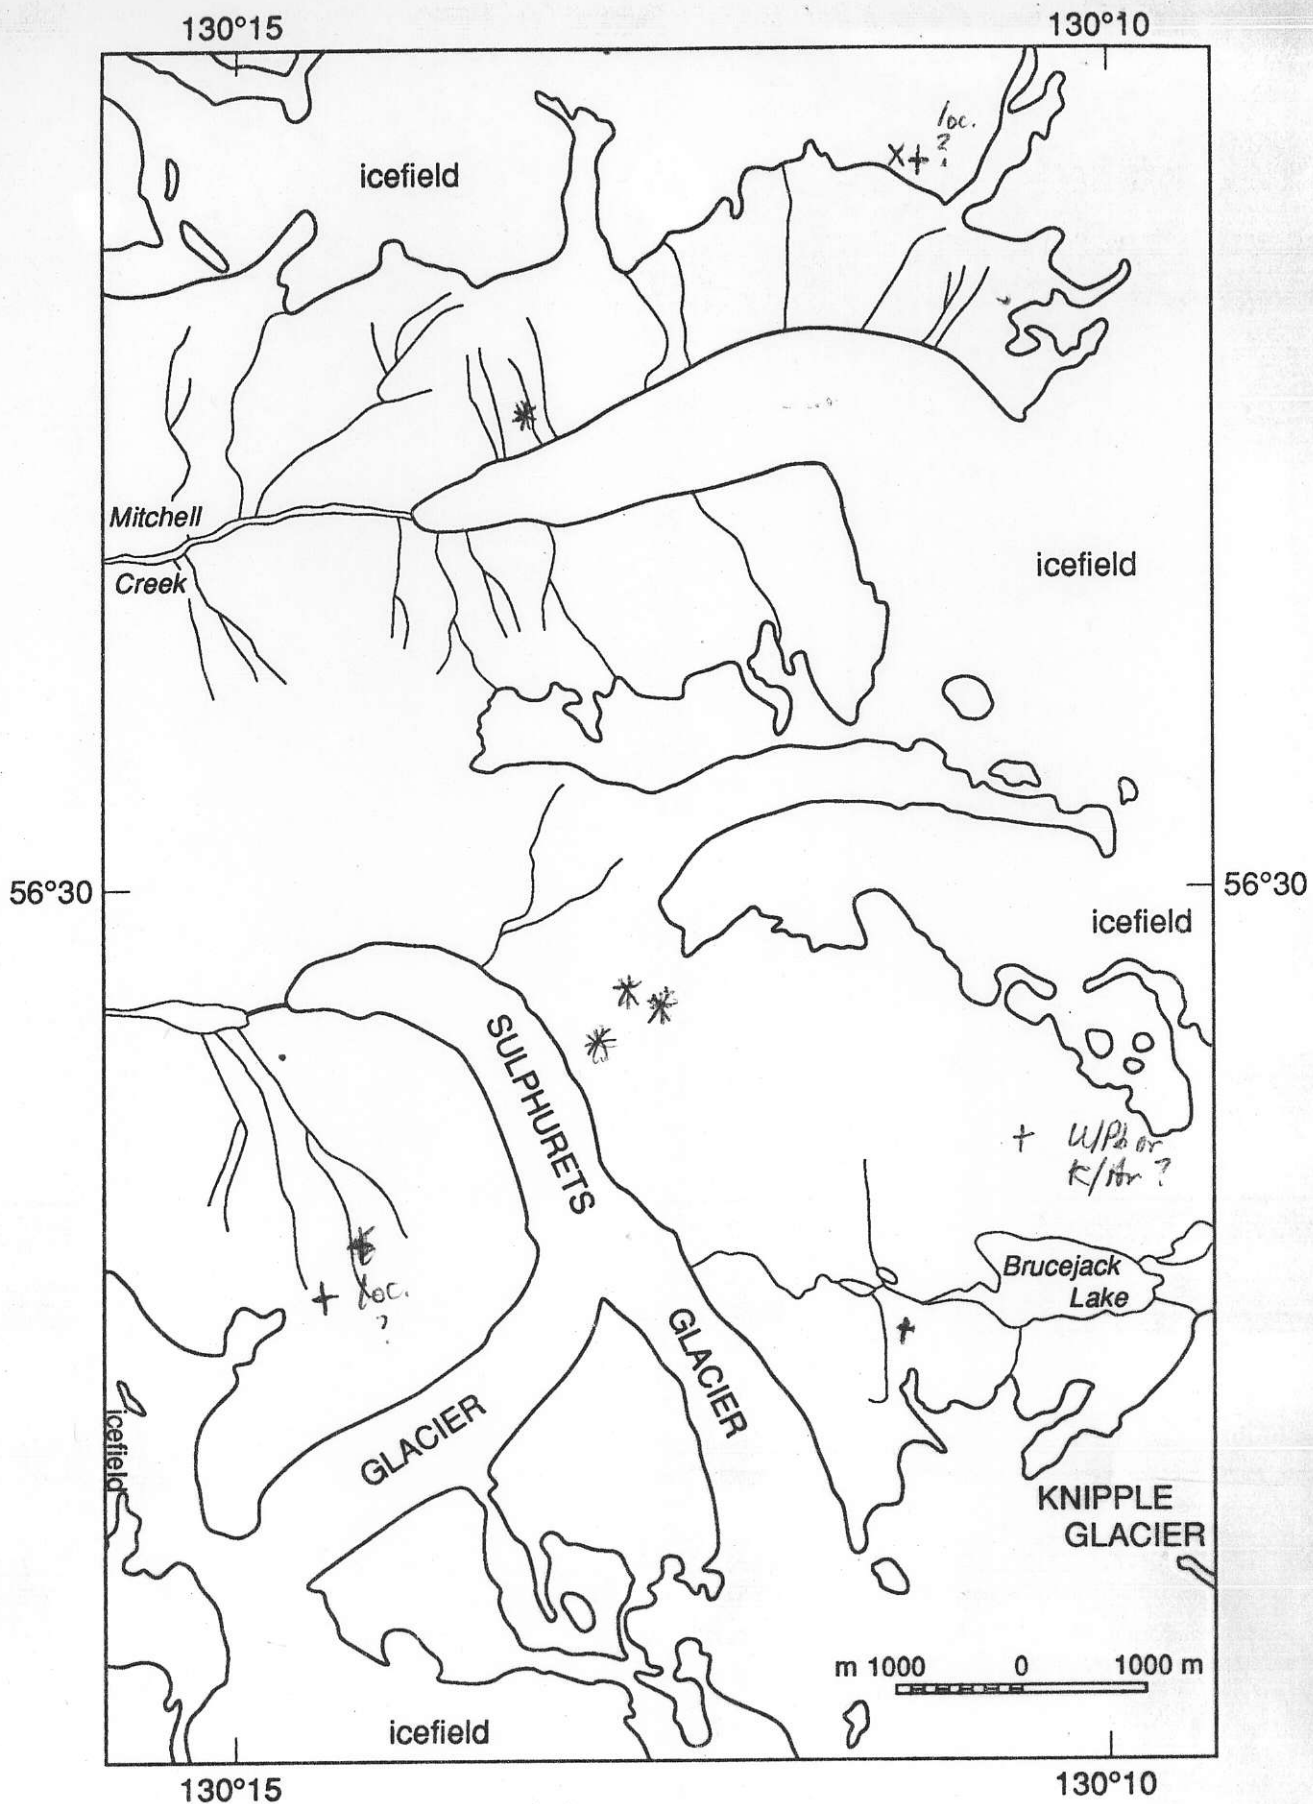 130°15
130°10
loc.
?
x+
icefield
Mitchell
Creek
icefield
56°30
56°30
icefield
SULPHURETS
+ U/Pb or
K/Ar ?
Brucejack
Lake
+ loc.
?
GLACIER
GLACIER
icefield
KNIPPLE
GLACIER
m 1000 0 1000 m
icefield
130°15
130°10